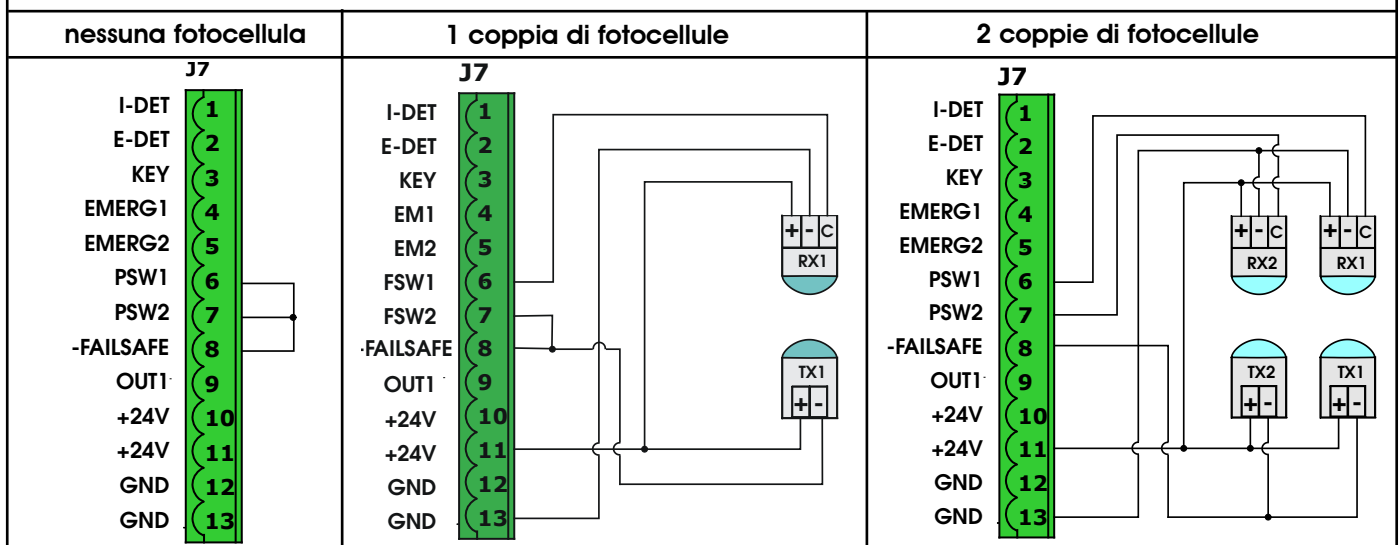 nessuna fotocellula
J7
I-DET 1
E-DET 2
KEY 3
EMERG1 4
EMERG2 5
PSW1 6
PSW2 7
-FAILSAFE 8
OUT1 9
+24V 10
+24V 11
GND 12
GND 13
1 coppia di fotocellule
J7
I-DET 1
E-DET 2
KEY 3
EM1 4
EM2 5
FSW1 6
FSW2 7
-FAILSAFE 8
OUT1 9
+24V 10
+24V 11
GND 12
GND 13
+ - C
RX1
TX1
+ -
2 coppie di fotocellule
J7
I-DET 1
E-DET 2
KEY 3
EMERG1 4
EMERG2 5
PSW1 6
PSW2 7
-FAILSAFE 8
OUT1 9
+24V 10
+24V 11
GND 12
GND 13
+ - C
RX2
+ - C
RX1
TX2
+ -
TX1
+ -